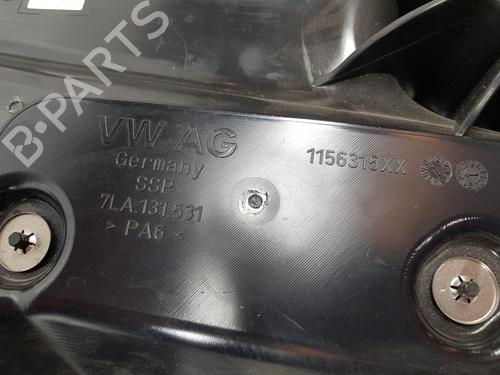 B-PARTS
VW AG
Germany
SSP
7LA.131.531
> PA6 <
1156315XX